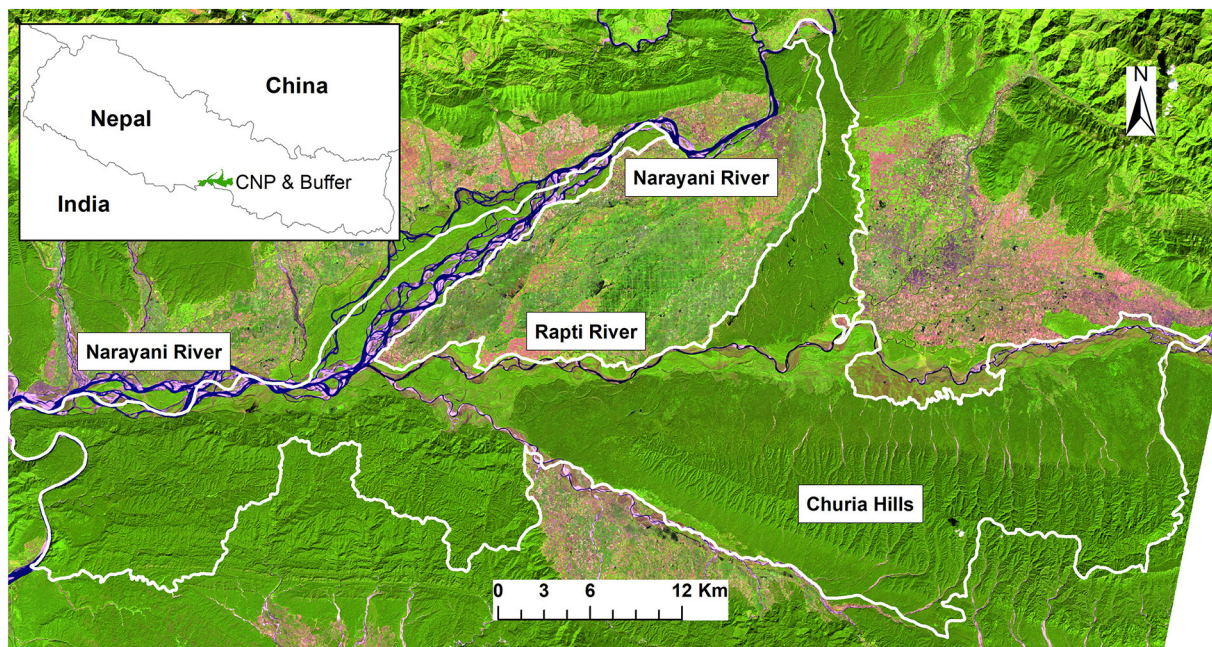 China
Nepal
CNP & Buffer
India
N
Narayani River
Rapti River
Narayani River
Churia Hills
0 3 6 12 Km